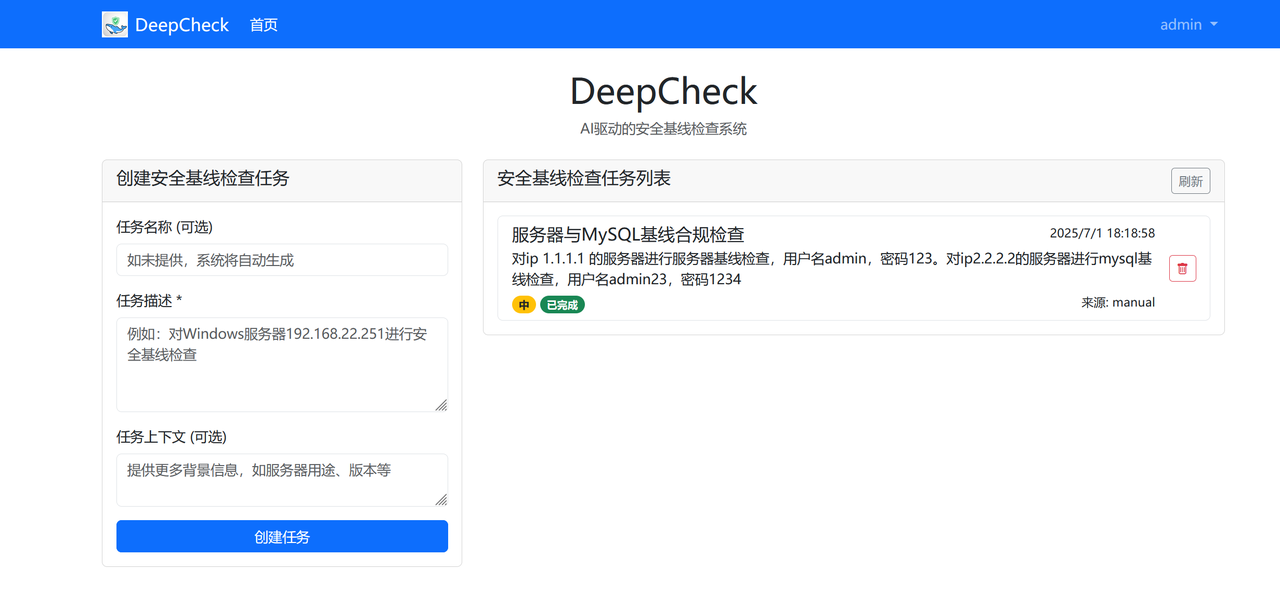 DeepCheck 首页 admin
DeepCheck
AI驱动的安全基线检查系统
创建安全基线检查任务
任务名称 (可选)
如未提供，系统将自动生成
任务描述 *
例如：对Windows服务器192.168.22.251进行安
全基线检查
任务上下文 (可选)
提供更多背景信息，如服务器用途、版本等
创建任务
安全基线检查任务列表 刷新
服务器与MySQL基线合规检查 2025/7/1 18:18:58
对ip 1.1.1.1 的服务器进行服务器基线检查，用户名admin，密码123。对ip2.2.2.2的服务器进行mysql基
线检查，用户名admin23，密码1234
中 已完成 来源: manual